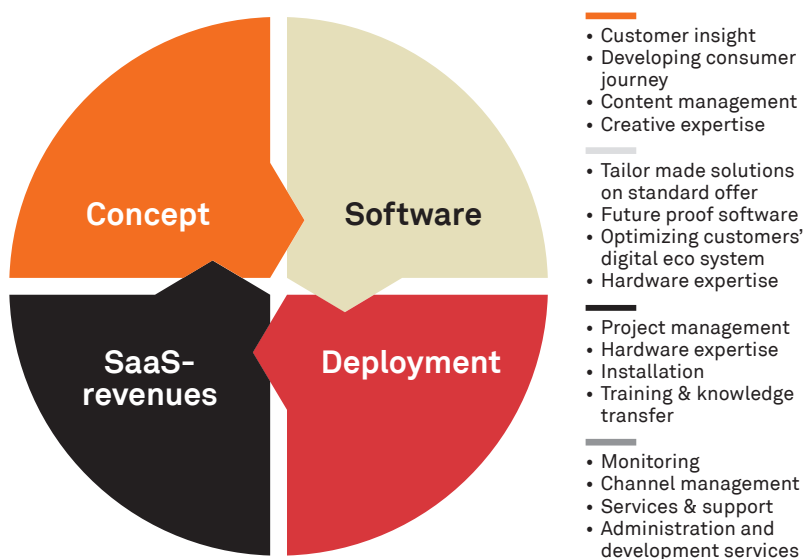 Concept
Software
SaaS-
revenues
Deployment
• Customer insight
• Developing consumer
journey
• Content management
• Creative expertise
• Tailor made solutions
on standard offer
• Future proof software
• Optimizing customers’
digital eco system
• Hardware expertise
• Project management
• Hardware expertise
• Installation
• Training & knowledge
transfer
• Monitoring
• Channel management
• Services & support
• Administration and
development services